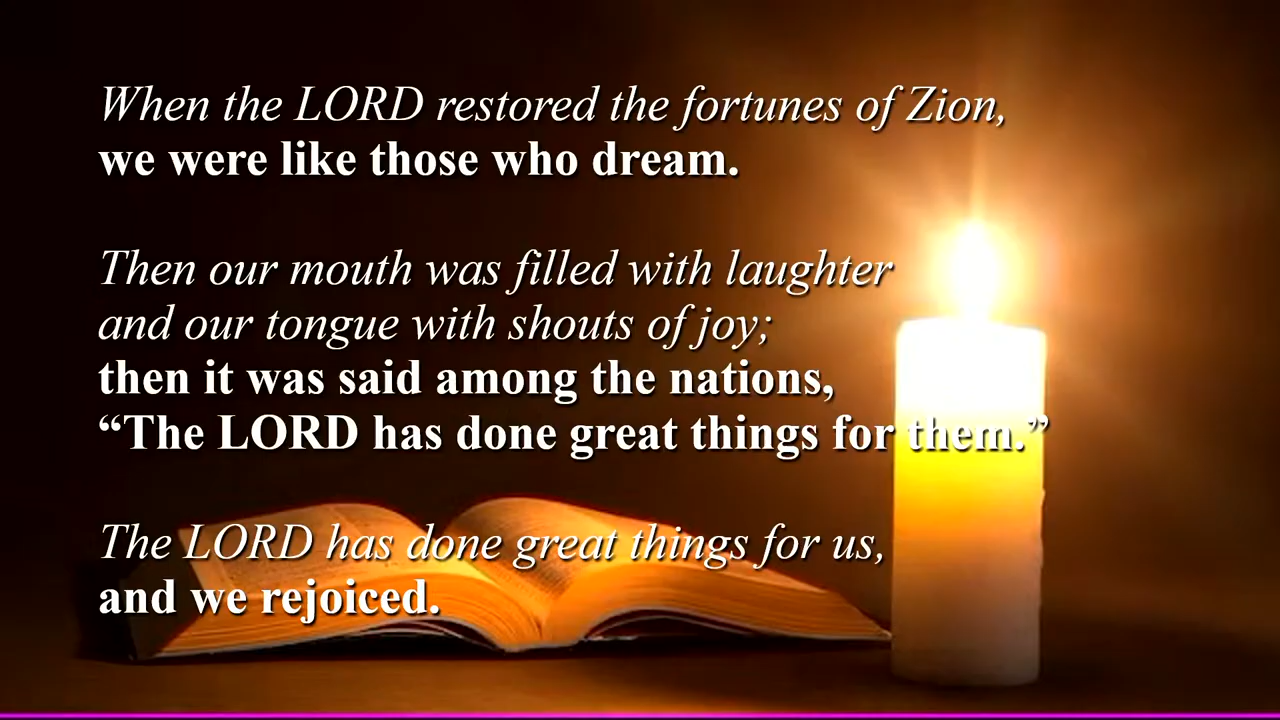 When the LORD restored the fortunes of Zion,
we were like those who dream.
Then our mouth was filled with laughter
and our tongue with shouts of joy;
then it was said among the nations,
“The LORD has done great things for them.”
The LORD has done great things for us,
and we rejoiced.